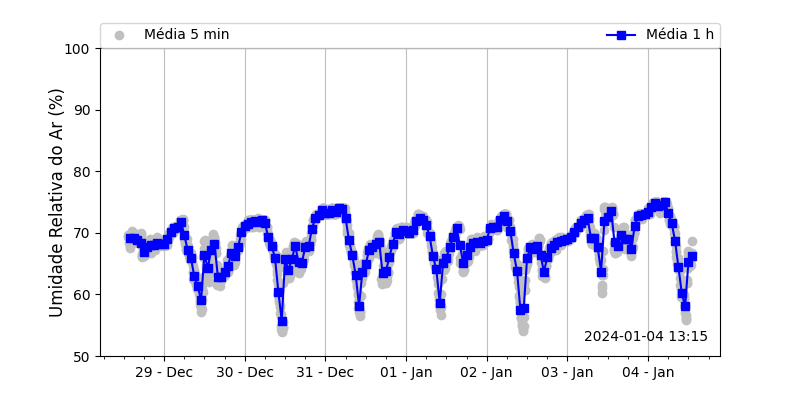 Média 5 min
Média 1 h
Umidade Relativa do Ar (%)
100
90
80
70
60
50
2024-01-04 13:15
29 - Dec
30 - Dec
31 - Dec
01 - Jan
02 - Jan
03 - Jan
04 - Jan